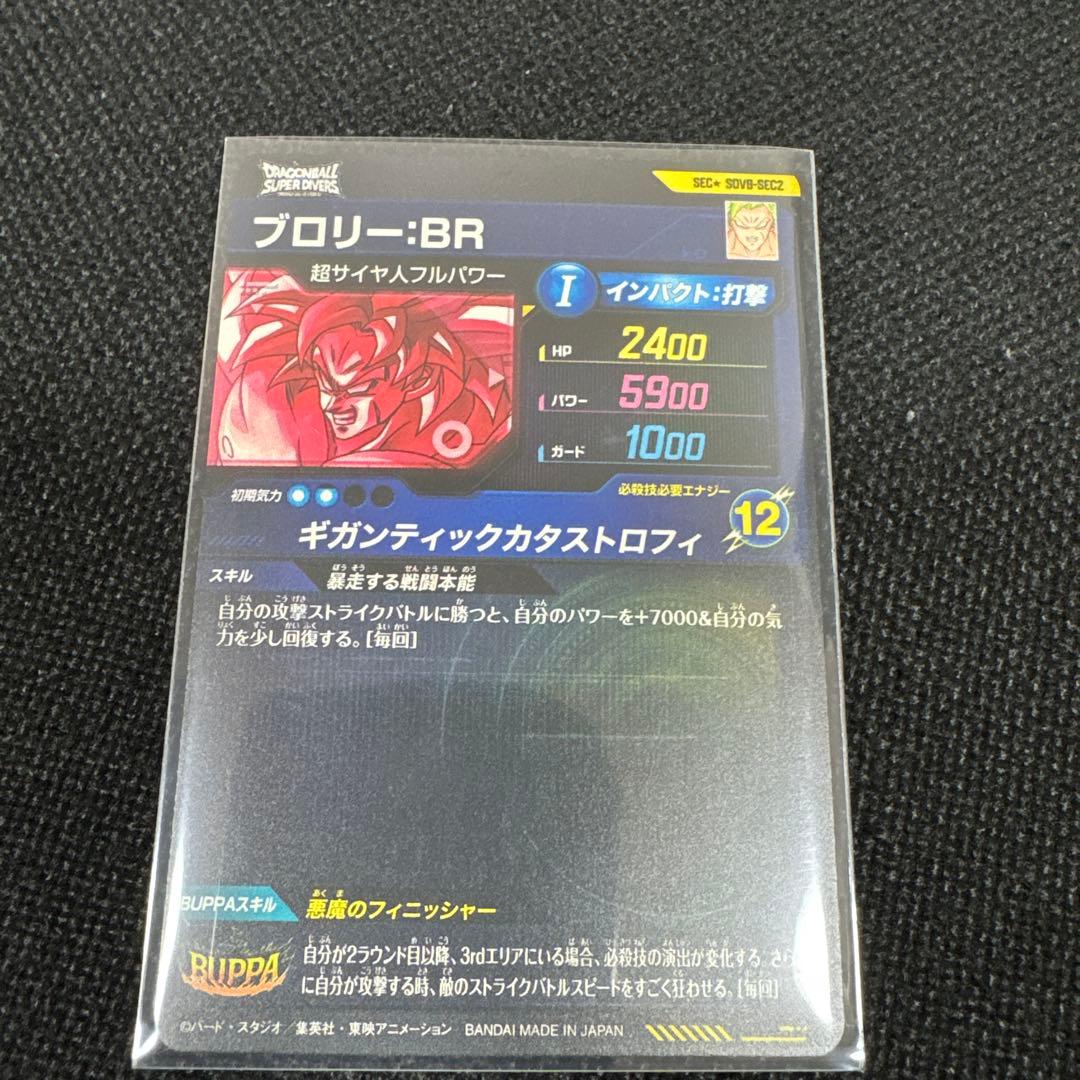 DRAGONBALL
SUPER DIVERS
SEC★ SDV8-SEC2
ブロリー:BR
超サイヤ人フルパワー
I インパクト:打撃
HP 2400
パワー 5900
ガード 1000
初期気力
必殺技必要エナジー
12
ギガンティックカタストロフィ
スキル 暴走する戦闘本能
自分の攻撃ストライクバトルに勝つと、自分のパワーを+7000&自分の気
力を少し回復する。[毎回]
BUPPAスキル 悪魔のフィニッシャー
BUPPA
自分が2ラウンド目以降、3rdエリアにいる場合、必殺技の演出が変化する。さら
に自分が攻撃する時、敵のストライクバトルスピードをすごく狂わせる。[毎回]
©バード・スタジオ/集英社・東映アニメーション BANDAI MADE IN JAPAN